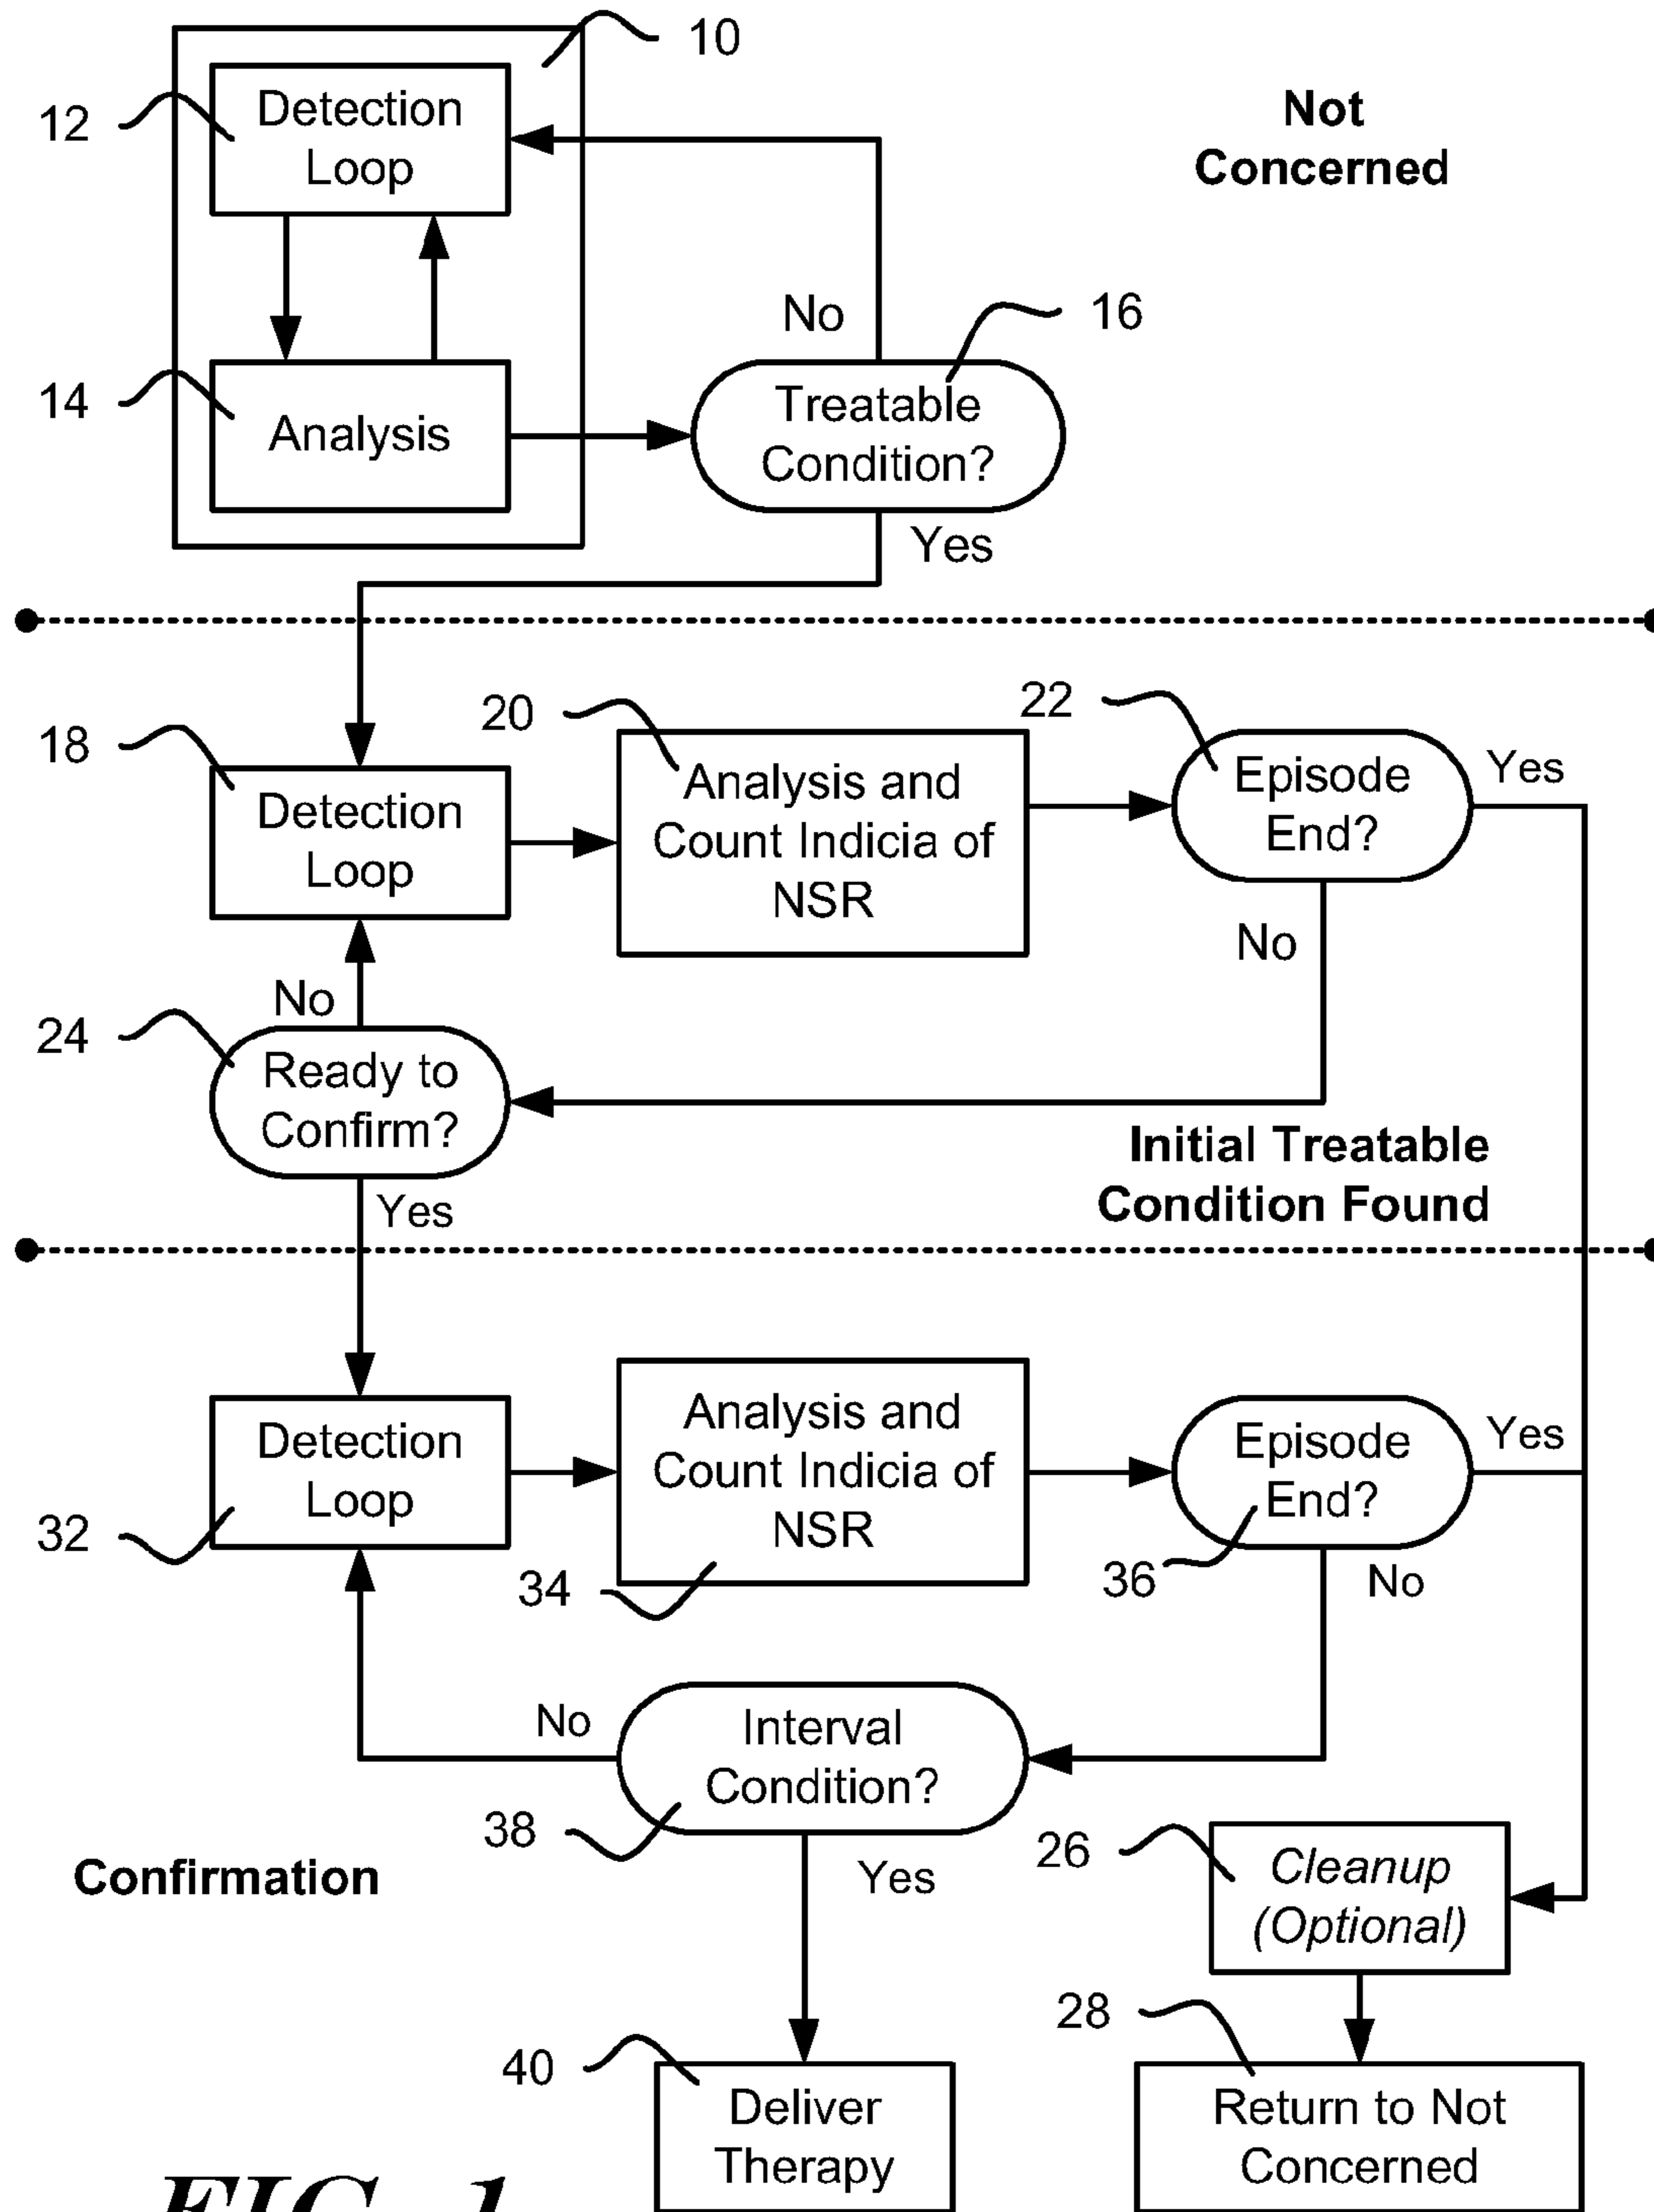 10
12
Detection
Loop
Not
Concerned
No
16
14
Analysis
Treatable
Condition?
Yes
20
22
18
Detection
Loop
Analysis and
Count Indicia of
NSR
Episode
End?
Yes
No
No
24
Ready to
Confirm?
Initial Treatable
Condition Found
Yes
32
Detection
Loop
Analysis and
Count Indicia of
NSR
34
Episode
End?
Yes
36
No
No
Interval
Condition?
38
Yes
Confirmation
26
Cleanup
(Optional)
28
40
Deliver
Therapy
Return to Not
Concerned
FIG. 1